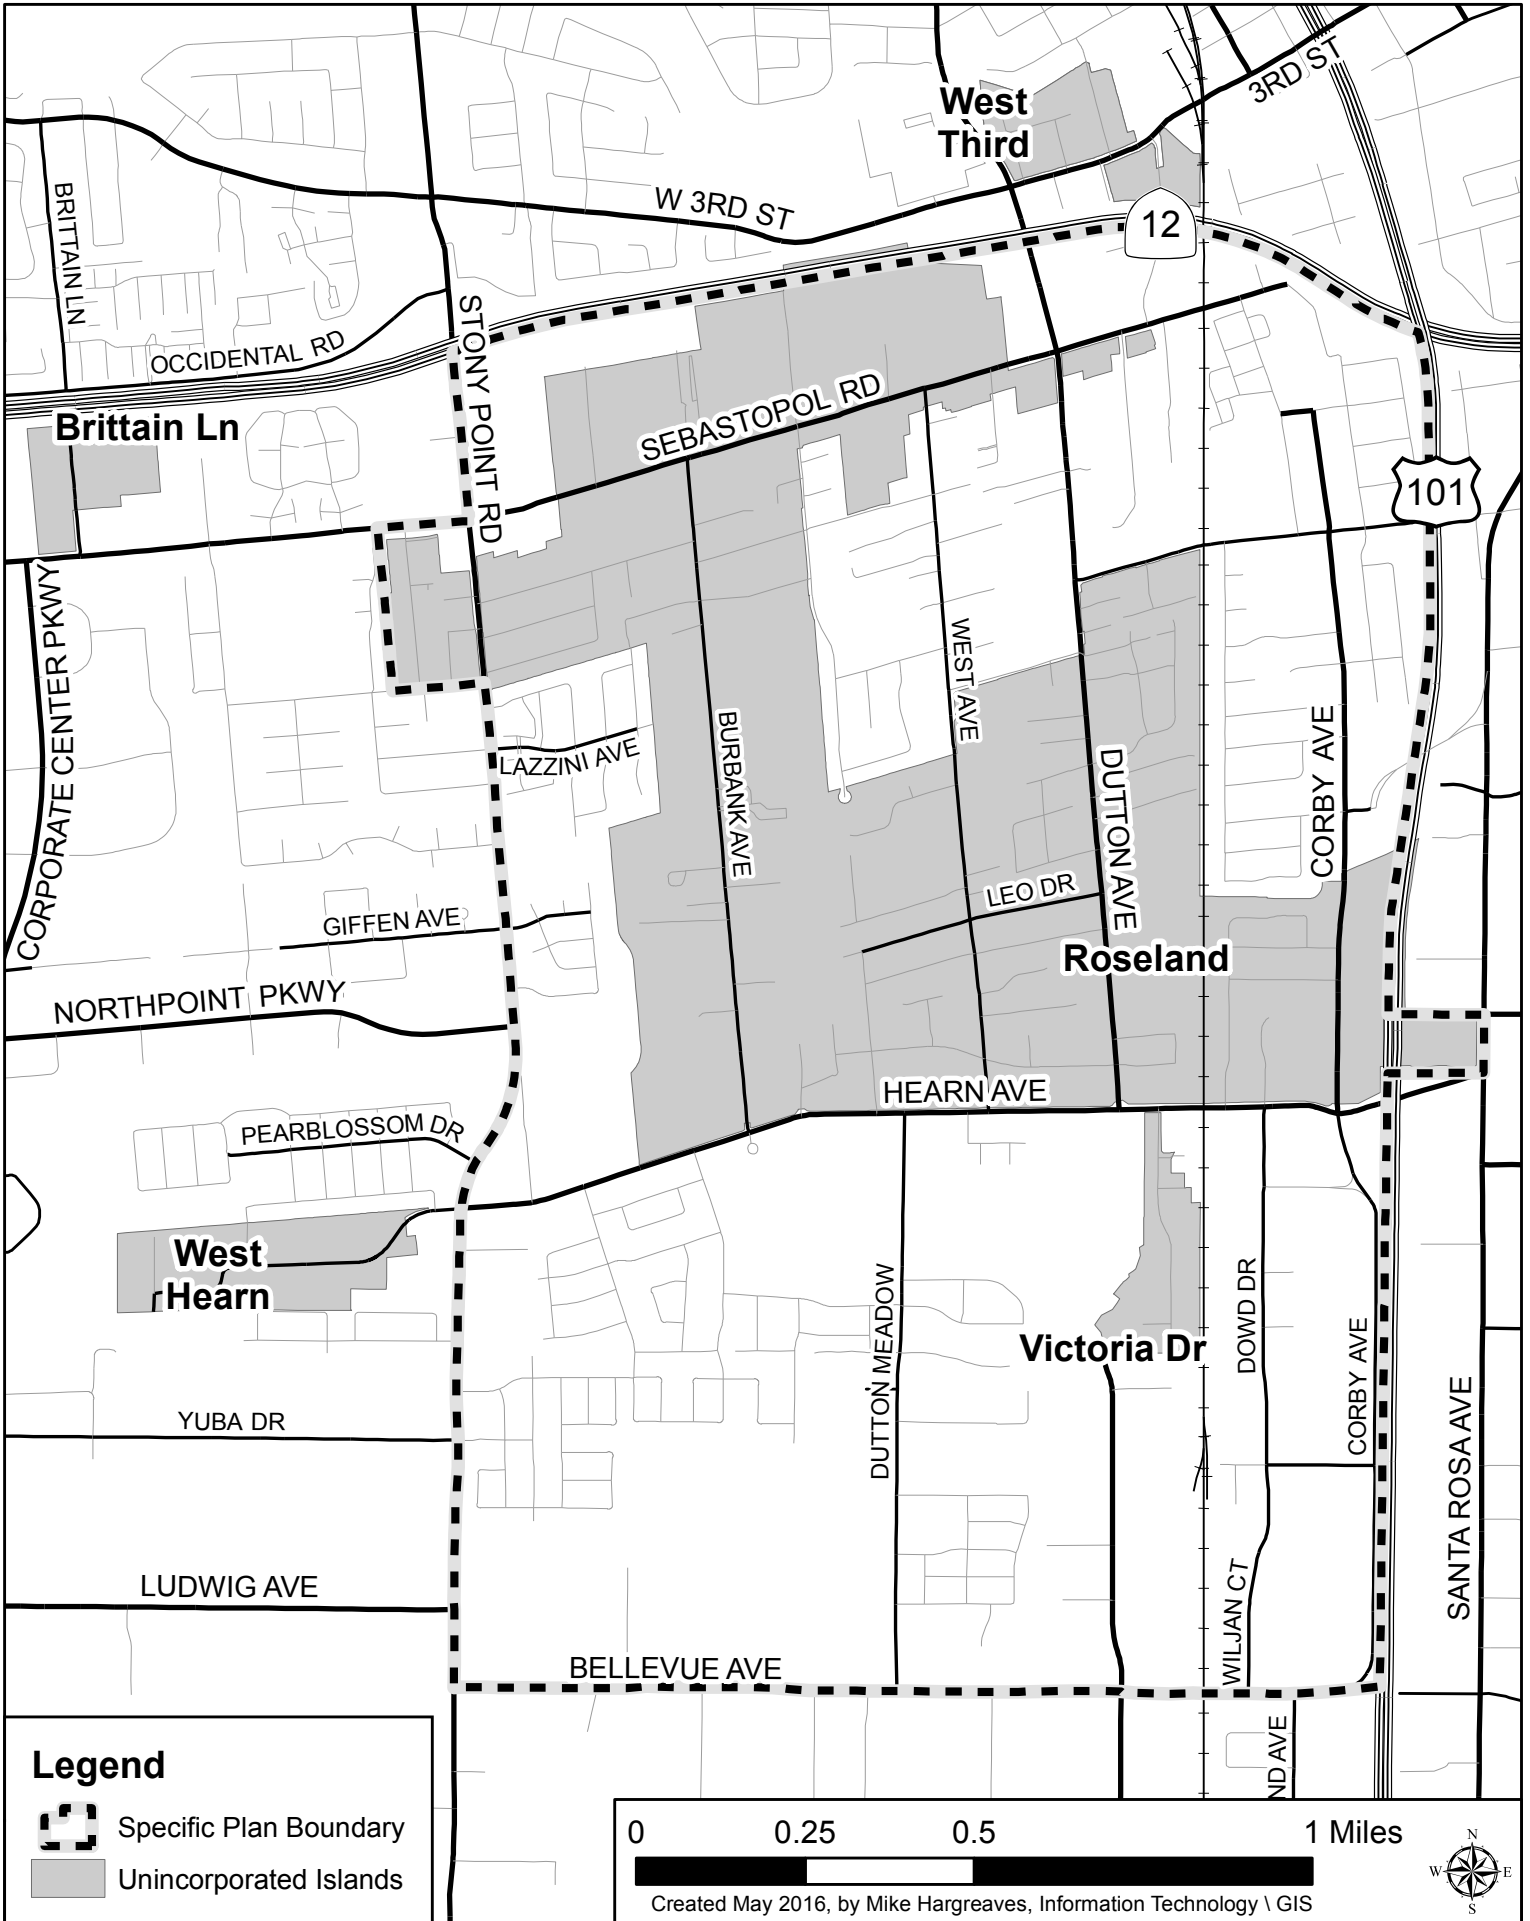 West
Third
3RD ST
BRITTAIN LN
W 3RD ST
12
OCCIDENTAL RD
STONY POINT RD
SEBASTOPOL RD
Brittain Ln
101
CORPORATE CENTER PKWY
WEST AVE
LAZZINI AVE
BURBANK AVE
DUTTON AVE
CORBY AVE
LEO DR
GIFFEN AVE
Roseland
NORTHPOINT PKWY
HEARN AVE
PEARBLOSSOM DR
West
Hearn
DUTTON MEADOW
DOWD DR
Victoria Dr
CORBY AVE
YUBA DR
SANTA ROSA AVE
LUDWIG AVE
WILJAN CT
BELLEVUE AVE
ND AVE
Legend
Specific Plan Boundary
Unincorporated Islands
0 0.25 0.5 1 Miles
Created May 2016, by Mike Hargreaves, Information Technology \ GIS
N
W E
S